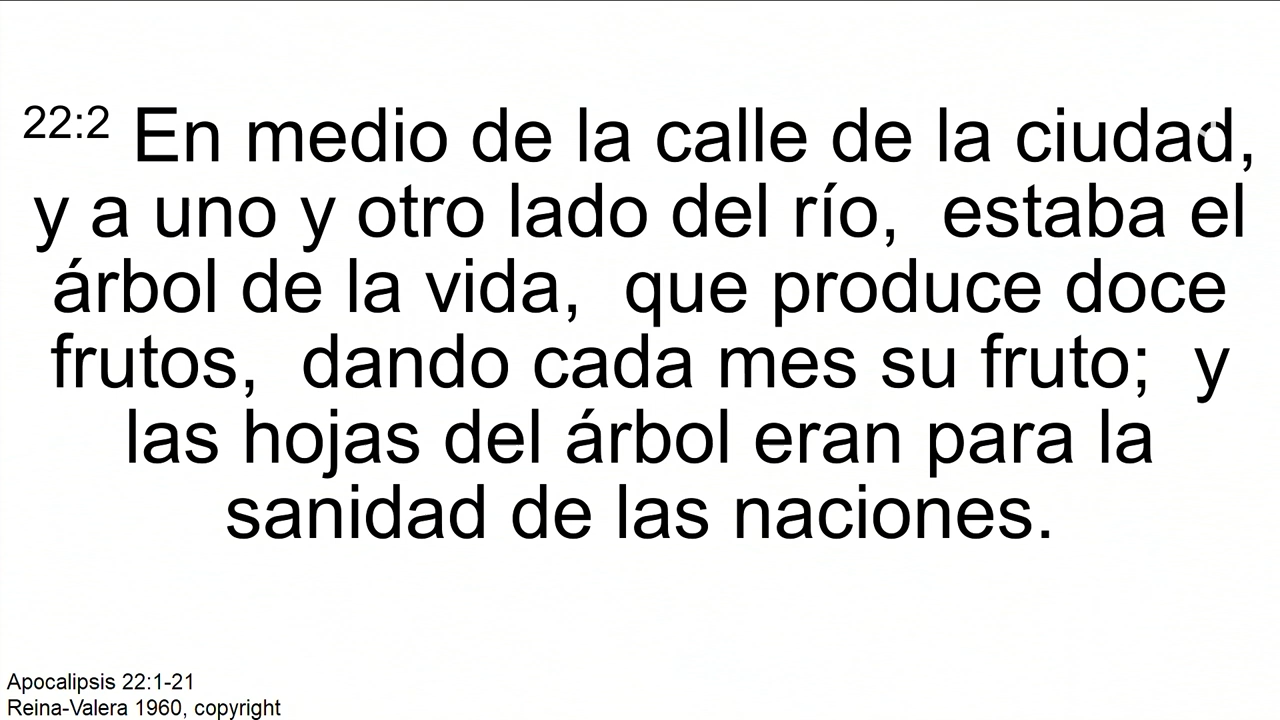 22:2 En medio de la calle de la ciudad,
y a uno y otro lado del río, estaba el
árbol de la vida, que produce doce
frutos, dando cada mes su fruto; y
las hojas del árbol eran para la
sanidad de las naciones.
Apocalipsis 22:1-21
Reina-Valera 1960, copyright